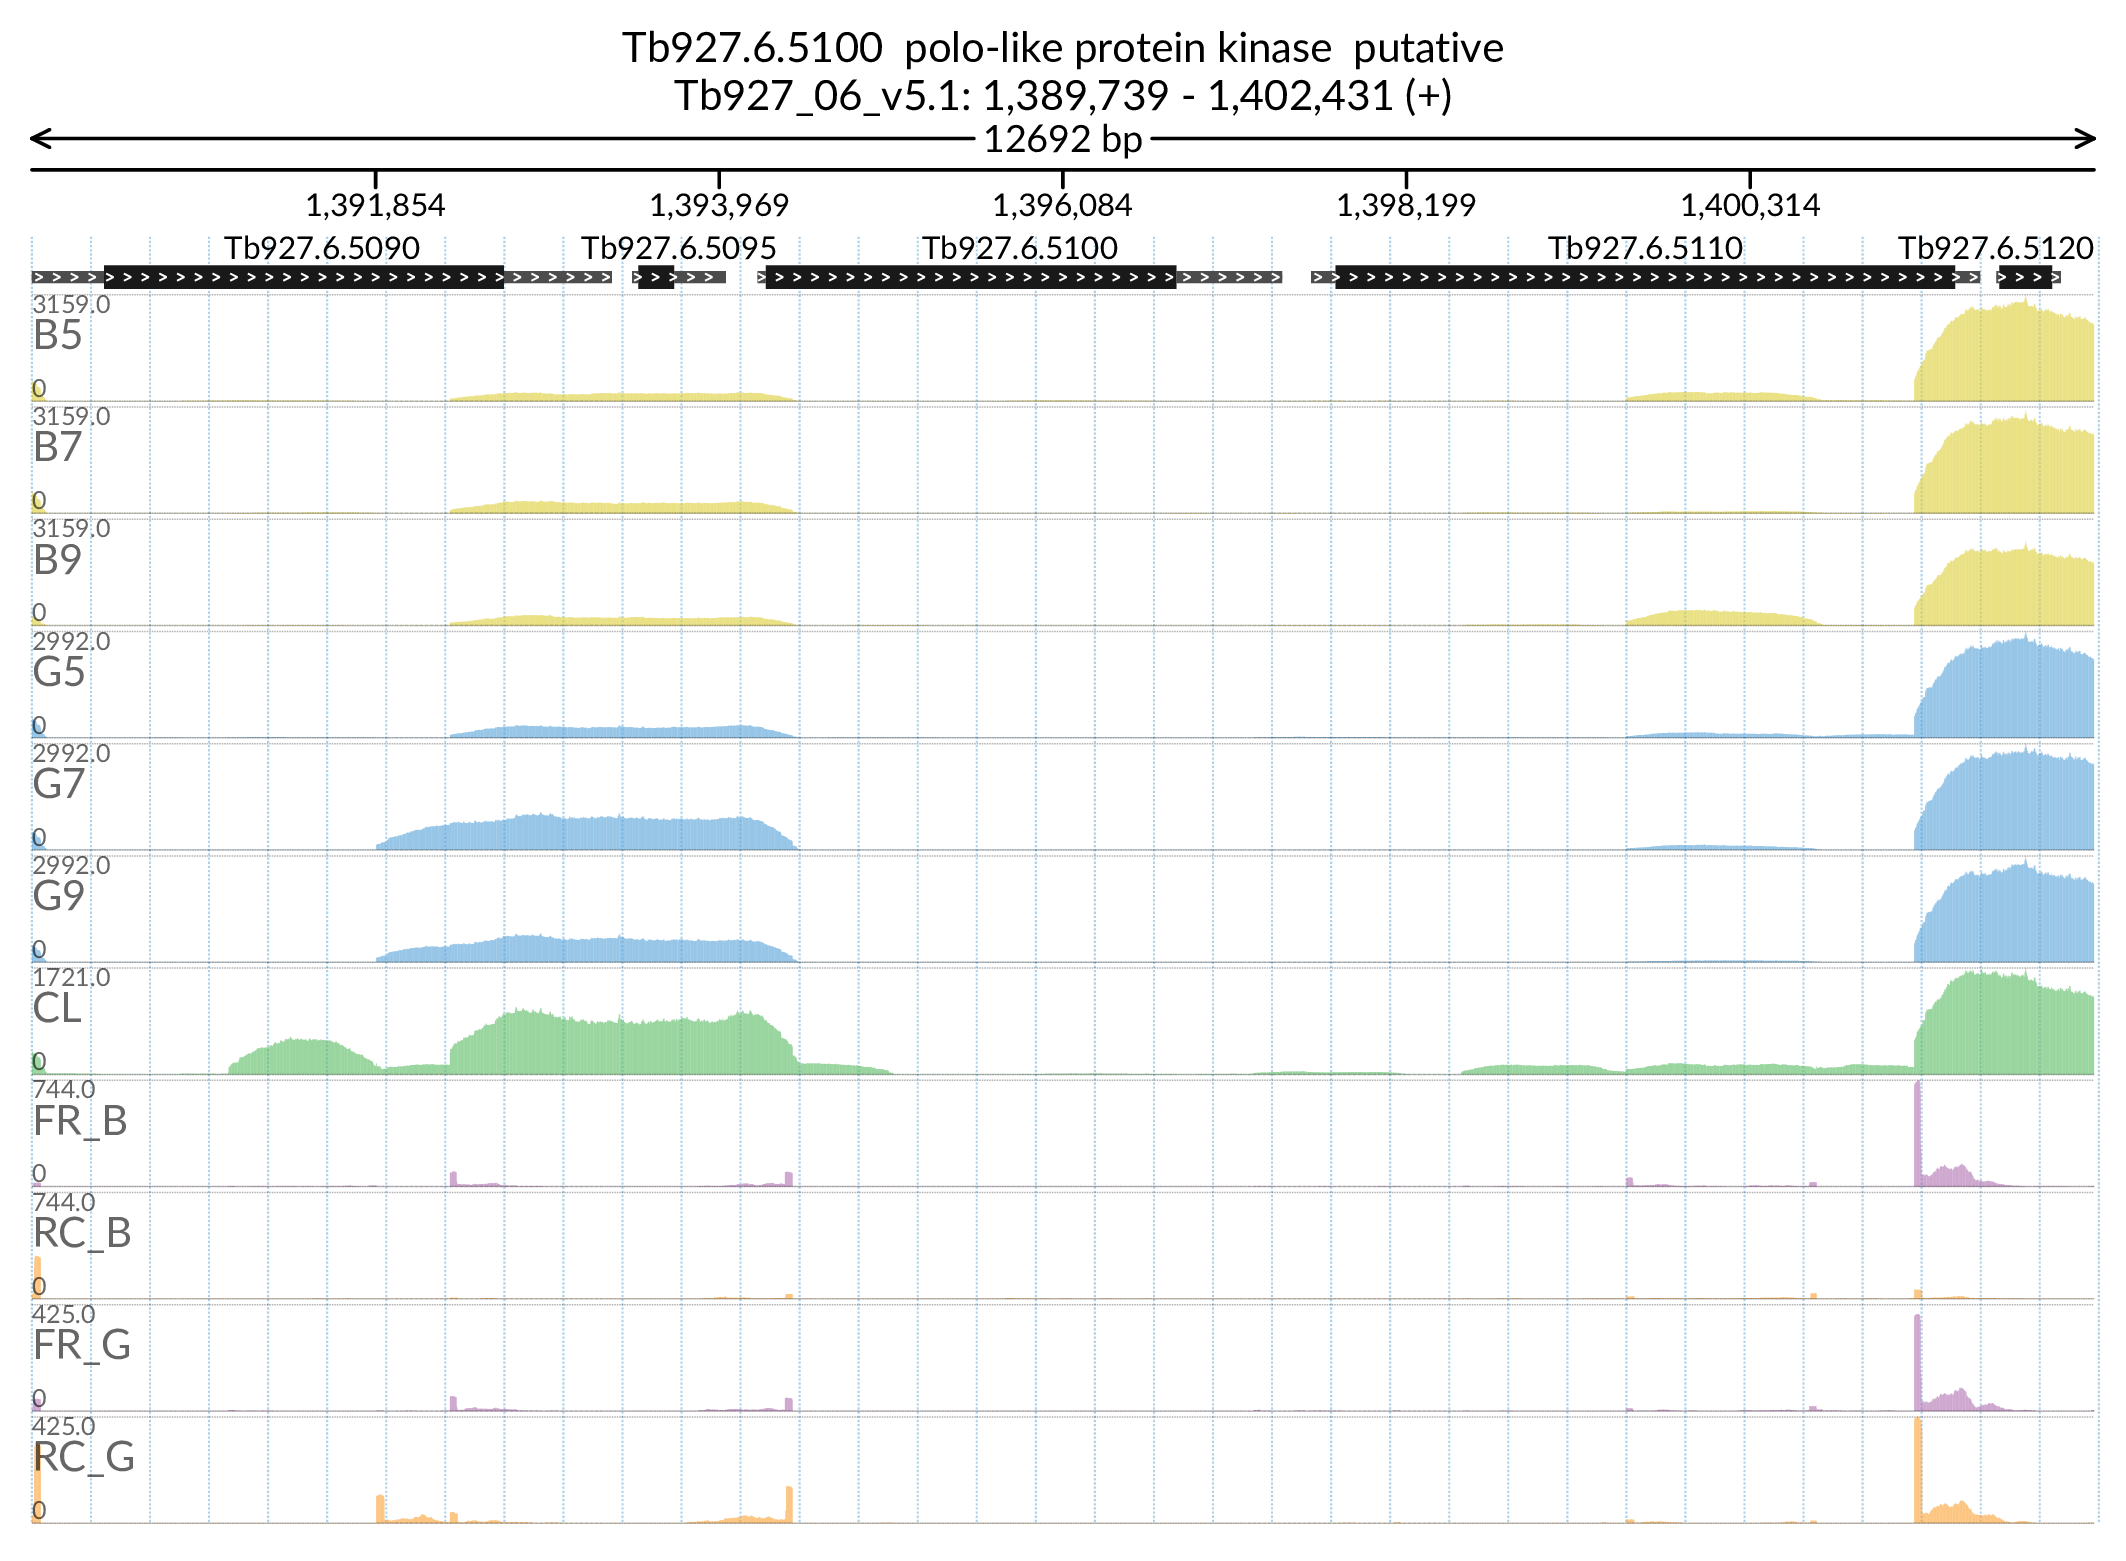 Tb927.6.5100 polo-like protein kinase putative
Tb927_06_v5.1: 1,389,739 - 1,402,431 (+)
12692 bp
1,391,854 1,393,969 1,396,084 1,398,199 1,400,314
Tb927.6.5090 Tb927.6.5095 Tb927.6.5100 Tb927.6.5110 Tb927.6.5120
3159.0
B5
0
3159.0
B7
0
3159.0
B9
0
2992.0
G5
0
2992.0
G7
0
2992.0
G9
0
1721.0
CL
0
744.0
FR_B
0
744.0
RC_B
0
425.0
FR_G
0
425.0
RC_G
0